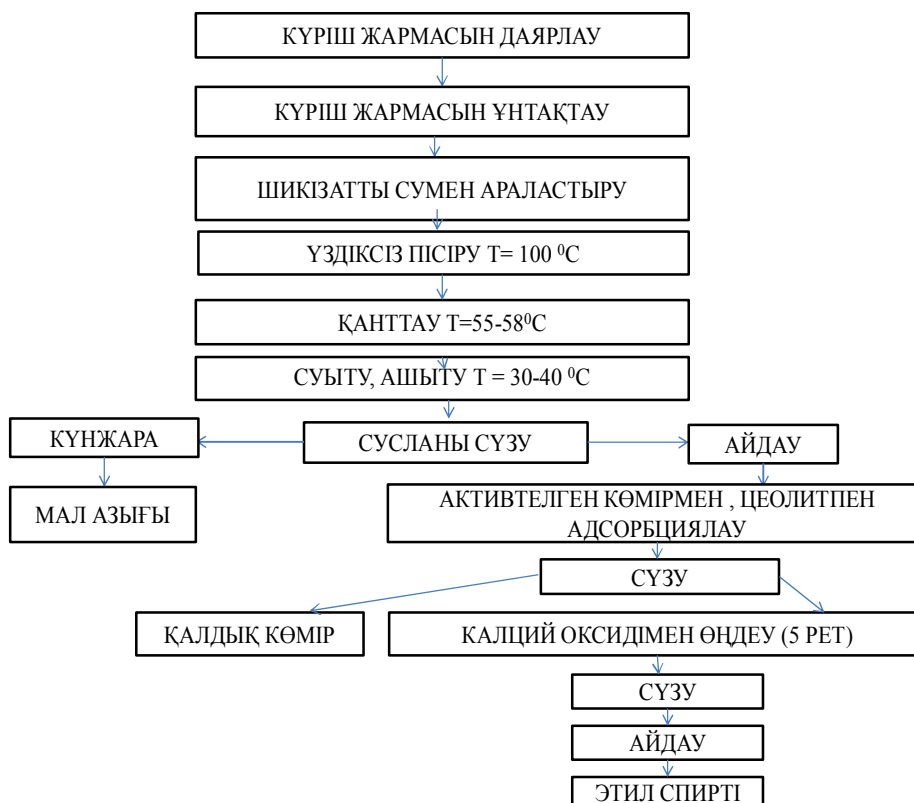 КҮРІШ ЖАРМАСЫН ДАЯРЛАУ
КҮРІШ ЖАРМАСЫН ҰНТАҚТАУ
ШИКІЗАТТЫ СУМЕН АРАЛАСТЫРУ
ҮЗДІКСІЗ ПІСІРУ Т= 100 ⁰С
ҚАНТТАУ Т=55-58⁰С
СУЫТУ, АШЫТУ Т = 30-40 ⁰С
КҮНЖАРА
СУСЛАНЫ СҮЗУ
АЙДАУ
МАЛ АЗЫҒЫ
АКТИВТЕЛГЕН КӨМІРМЕН , ЦЕОЛИТПЕН
АДСОРБЦИЯЛАУ
СҮЗУ
ҚАЛДЫҚ КӨМІР
КАЛЦИЙ ОКСИДІМЕН ӨҢДЕУ (5 РЕТ)
СҮЗУ
АЙДАУ
ЭТИЛ СПИРТІ